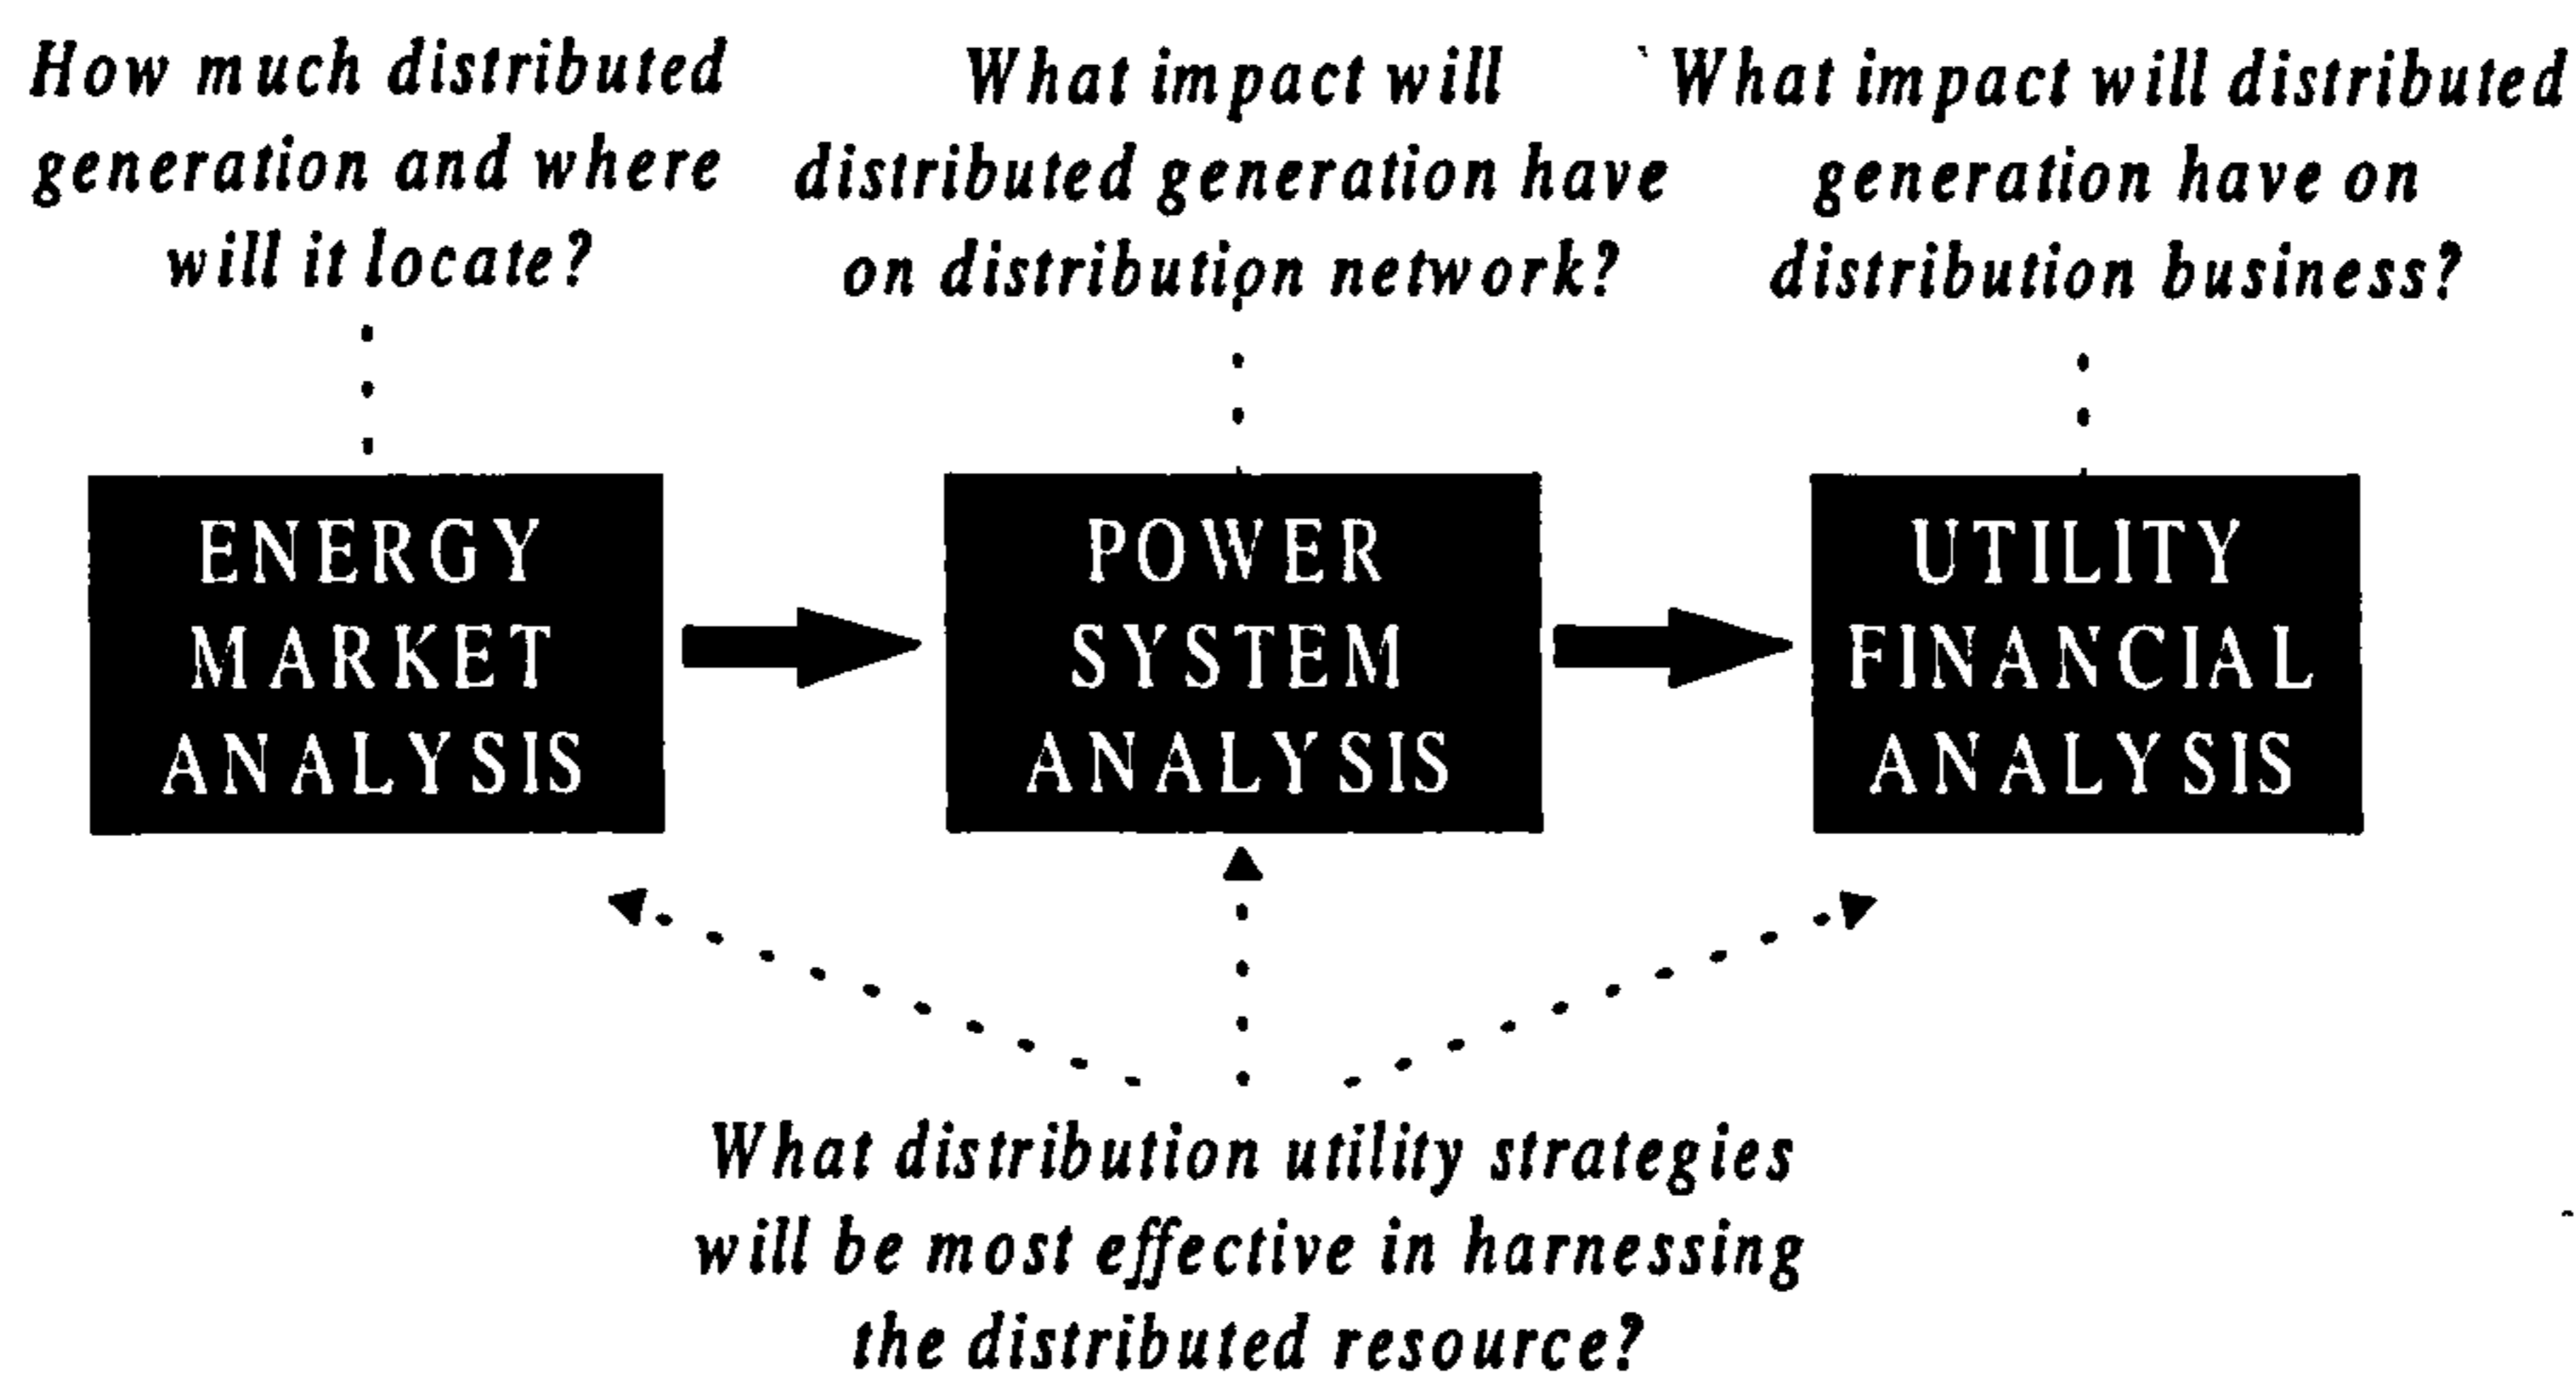 How much distributed
generation and where
will it locate?
What impact will
distributed generation have
on distribution network?
What impact will distributed
generation have on
distribution business?
ENERGY
MARKET
ANALYSIS
POWER
SYSTEM
ANALYSIS
UTILITY
FINANCIAL
ANALYSIS
What distribution utility strategies
will be most effective in harnessing
the distributed resource?